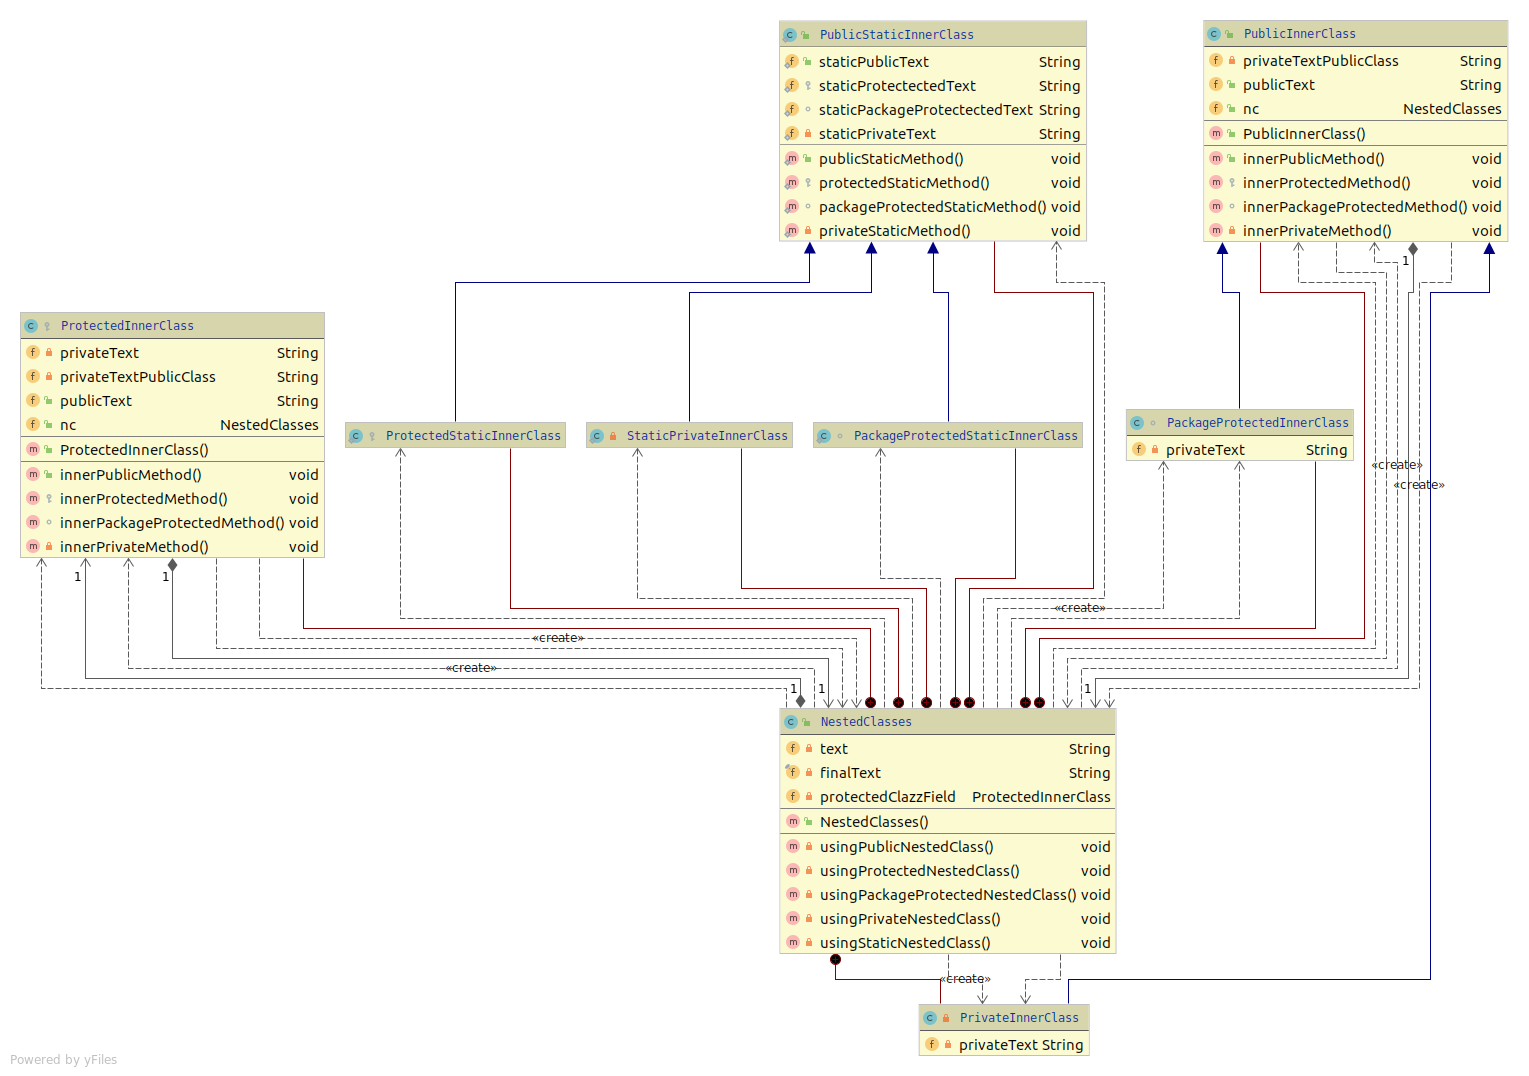 PublicStaticInnerClass
staticPublicText String
staticProtectectedText String
staticPackageProtectectedText String
staticPrivateText String
publicStaticMethod() void
protectedStaticMethod() void
packageProtectedStaticMethod() void
privateStaticMethod() void
PublicInnerClass
privateTextPublicClass String
publicText String
nc NestedClasses
PublicInnerClass()
innerPublicMethod() void
innerProtectedMethod() void
innerPackageProtectedMethod() void
innerPrivateMethod() void
1
ProtectedInnerClass
privateText String
privateTextPublicClass String
publicText String
nc NestedClasses
ProtectedInnerClass()
innerPublicMethod() void
innerProtectedMethod() void
innerPackageProtectedMethod() void
innerPrivateMethod() void
1 1
ProtectedStaticInnerClass
StaticPrivateInnerClass
PackageProtectedStaticInnerClass
PackageProtectedInnerClass
privateText String
«create»
«create»
«create»
«create»
«create»
1 1 1
NestedClasses
text String
finalText String
protectedClazzField ProtectedInnerClass
NestedClasses()
usingPublicNestedClass() void
usingProtectedNestedClass() void
usingPackageProtectedNestedClass() void
usingPrivateNestedClass() void
usingStaticNestedClass() void
«create»
PrivateInnerClass
privateText String
Powered by yFiles